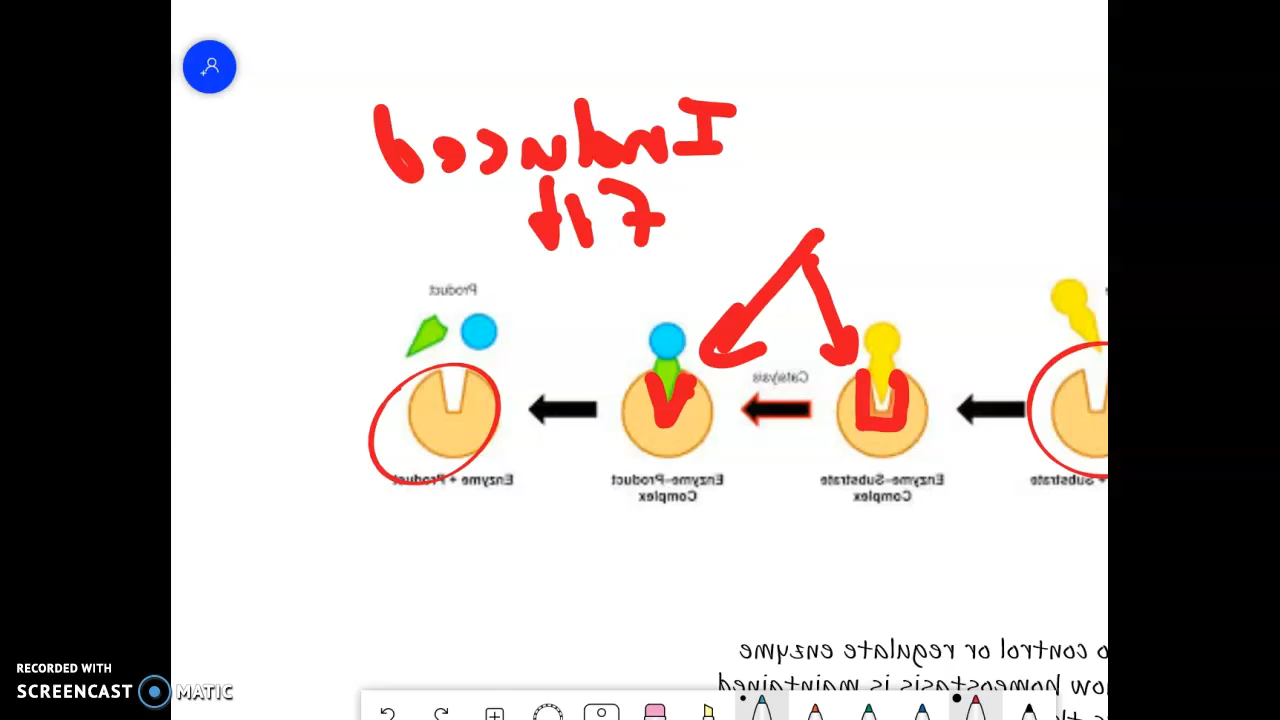 Induced
Fit
Product
Catalysis
+ Substrate
Enzyme-Substrate
Complex
Enzyme-Product
Complex
Enzyme + Product
o control or regulate enzyme
ow homeostasis is maintained
RECORDED WITH
SCREENCAST MATIC